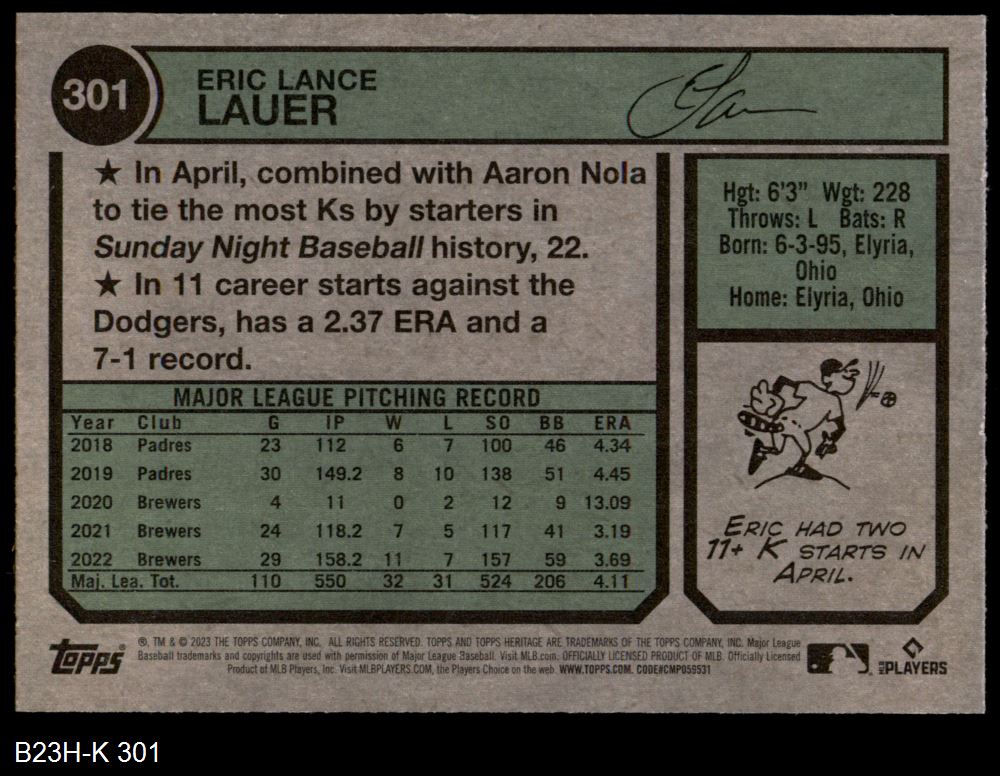 301
ERIC LANCE
LAUER
★ In April, combined with Aaron Nola
to tie the most Ks by starters in
Sunday Night Baseball history, 22.
★ In 11 career starts against the
Dodgers, has a 2.37 ERA and a
7-1 record.
Hgt: 6'3" Wgt: 228
Throws: L Bats: R
Born: 6-3-95, Elyria,
Ohio
Home: Elyria, Ohio
MAJOR LEAGUE PITCHING RECORD
Year Club G IP W L SO BB ERA
2018 Padres 23 112 6 7 100 46 4.34
2019 Padres 30 149.2 8 10 138 51 4.45
2020 Brewers 4 11 0 2 12 9 13.09
2021 Brewers 24 118.2 7 5 117 41 3.19
2022 Brewers 29 158.2 11 7 157 59 3.69
Maj. Lea. Tot. 110 550 32 31 524 206 4.11
ERIC HAD TWO
11+ K STARTS IN
APRIL.
TOPPS
®, TM & © 2023 THE TOPPS COMPANY, INC. ALL RIGHTS RESERVED. TOPPS AND TOPPS HERITAGE ARE TRADEMARKS OF THE TOPPS COMPANY, INC. Major League
Baseball trademarks and copyrights are used with permission of Major League Baseball. Visit MLB.com. OFFICIALLY LICENSED PRODUCT OF MLB. Officially Licensed
Product of MLB Players, Inc. Visit MLBPLAYERS.COM, the Players Choice on the web. WWW.TOPPS.COM. CODE#CMP059531
MLB PLAYERS
B23H-K 301